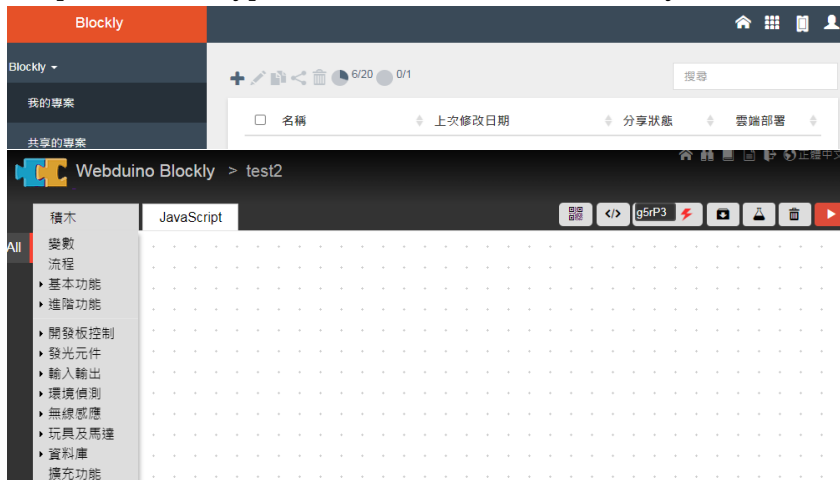 Blockly
Blockly
我的專案
共享的專案
6/20 0/1
搜尋
名稱 上次修改日期 分享狀態 雲端部署
Webduino Blockly > test2
正體中文
積木 JavaScript
g5rP3
All
變數
流程
基本功能
進階功能
開發板控制
發光元件
輸入輸出
環境偵測
無線感應
玩具及馬達
資料庫
擴充功能